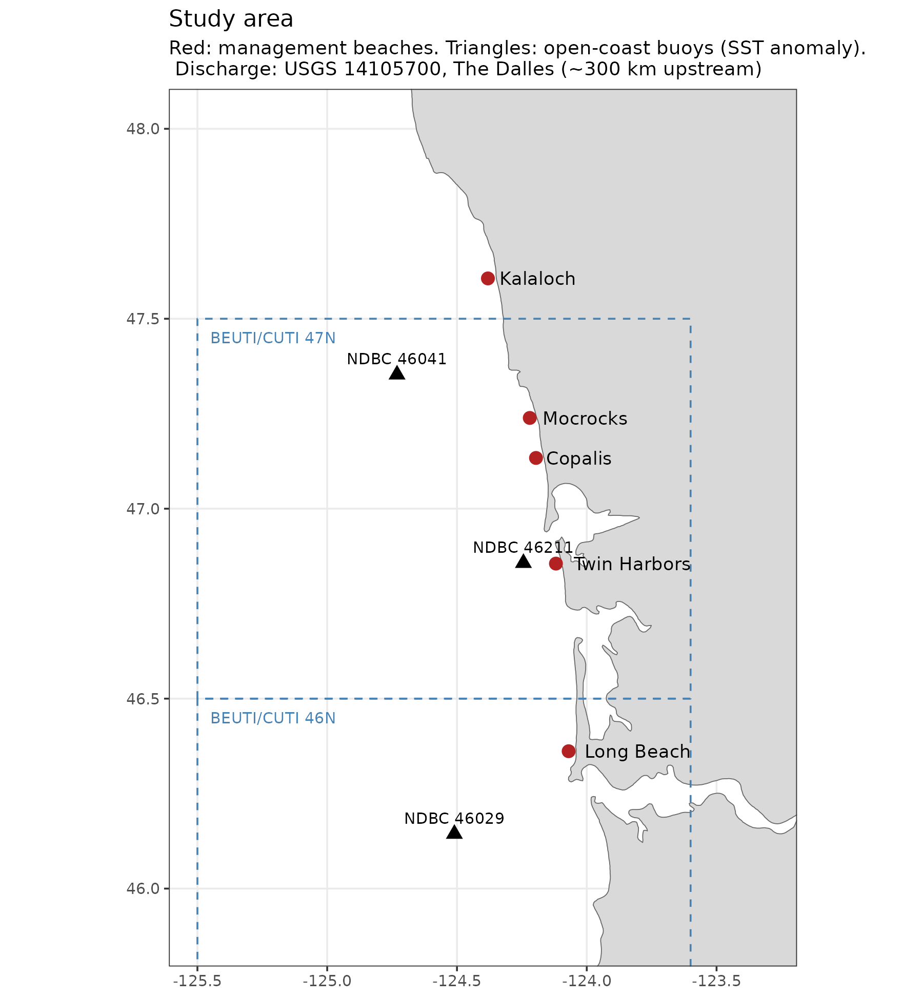 Study area
Red: management beaches. Triangles: open-coast buoys (SST anomaly).
Discharge: USGS 14105700, The Dalles (~300 km upstream)
48.0
Kalaloch
47.5
BEUTI/CUTI 47N
NDBC 46041
Mocrocks
Copalis
47.0
NDBC 46211
Twin Harbors
46.5
BEUTI/CUTI 46N
Long Beach
NDBC 46029
46.0
-125.5
-125.0
-124.5
-124.0
-123.5